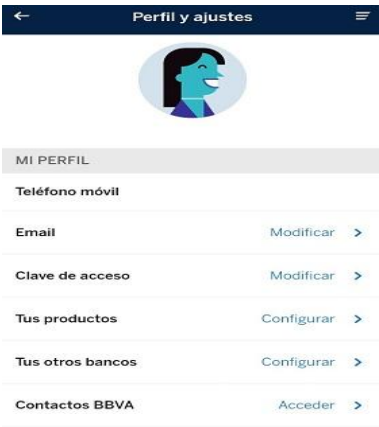 Perfil y ajustes
MI PERFIL
Teléfono móvil
Email Modificar >
Clave de acceso Modificar >
Tus productos Configurar >
Tus otros bancos Configurar >
Contactos BBVA Acceder >